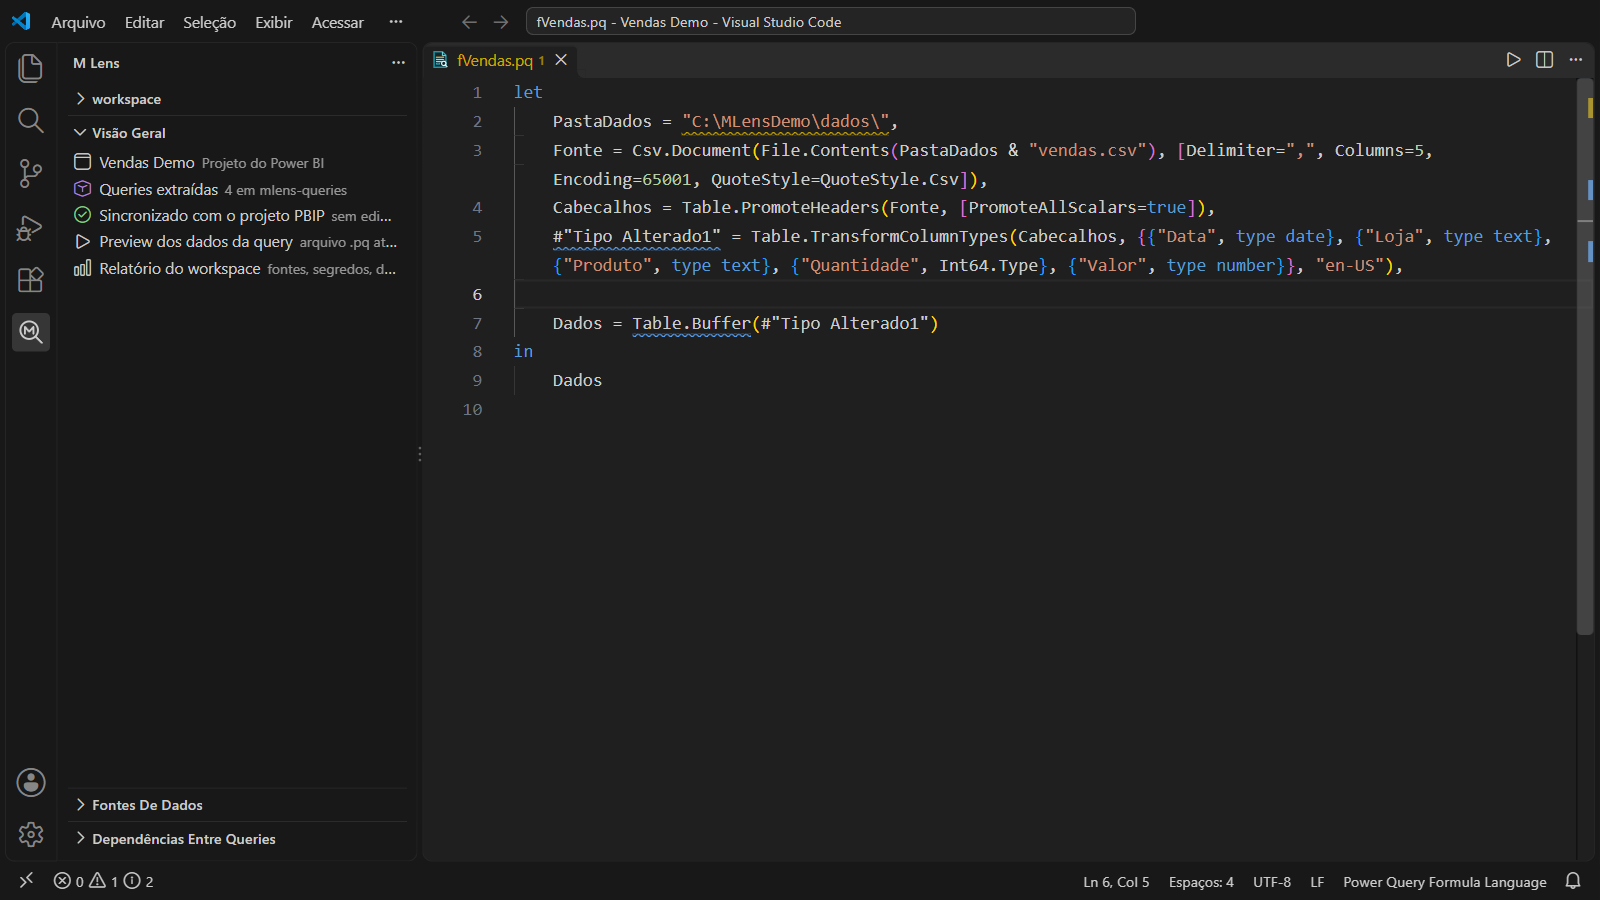 Arquivo Editar Seleção Exibir Acessar ··· fVendas.pq - Vendas Demo - Visual Studio Code
M Lens
workspace
Visão Geral
Vendas Demo Projeto do Power BI
Queries extraídas 4 em mlens-queries
Sincronizado com o projeto PBIP sem edi...
Preview dos dados da query arquivo .pq at...
Relatório do workspace fontes, segredos, d...
Fontes De Dados
Dependências Entre Queries
fVendas.pq 1
1 let
2 PastaDados = "C:\MLensDemo\dados\",
3 Fonte = Csv.Document(File.Contents(PastaDados & "vendas.csv"), [Delimiter=",", Columns=5,
Encoding=65001, QuoteStyle=QuoteStyle.Csv]),
4 Cabecalhos = Table.PromoteHeaders(Fonte, [PromoteAllScalars=true]),
5 #"Tipo Alterado1" = Table.TransformColumnTypes(Cabecalhos, {{"Data", type date}, {"Loja", type text},
{"Produto", type text}, {"Quantidade", Int64.Type}, {"Valor", type number}}, "en-US"),
6
7 Dados = Table.Buffer(#"Tipo Alterado1")
8 in
9 Dados
10
0 1 2 Ln 6, Col 5 Espaços: 4 UTF-8 LF Power Query Formula Language